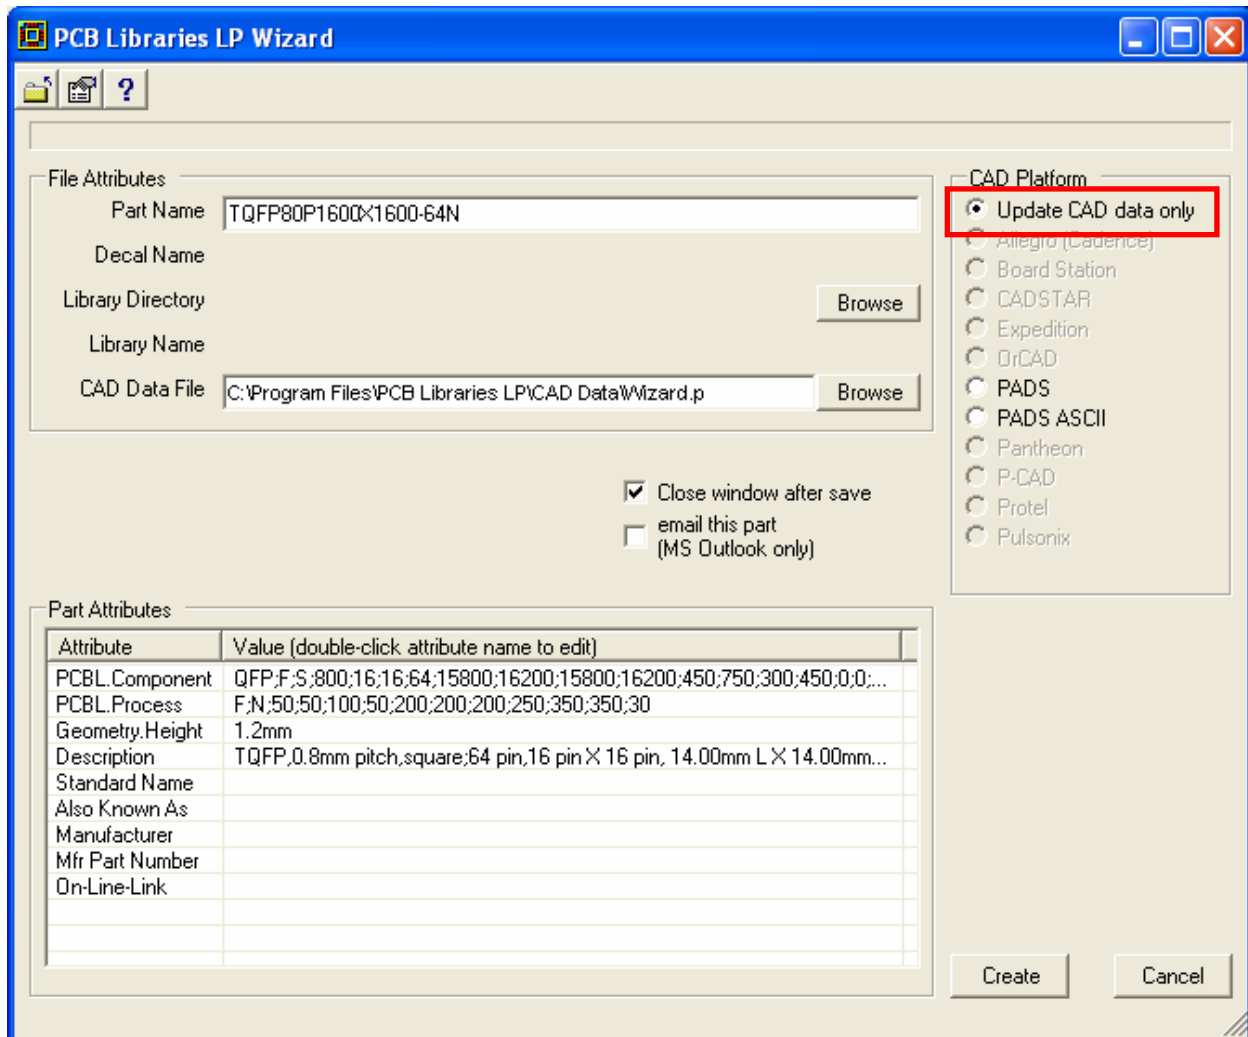 PCB Libraries LP Wizard
?
File Attributes
Part Name TQFP80P1600X1600-64N
Decal Name
Library Directory Browse
Library Name
CAD Data File C:\Program Files\PCB Libraries LP\CAD Data\Wizard.p Browse
CAD Platform
Update CAD data only
Allegro (Cadence)
Board Station
CADSTAR
Expedition
OrCAD
PADS
PADS ASCII
Pantheon
P-CAD
Protel
Pulsonix
Close window after save
email this part
(MS Outlook only)
Part Attributes
Attribute Value (double-click attribute name to edit)
PCBL.Component QFP;F;S;800;16;16;64;15800;16200;15800;16200;450;750;300;450;0;0;...
PCBL.Process F;N;50;50;100;50;200;200;200;250;350;350;30
Geometry.Height 1.2mm
Description TQFP,0.8mm pitch,square;64 pin,16 pin X 16 pin, 14.00mm L X 14.00mm...
Standard Name
Also Known As
Manufacturer
Mfr Part Number
On-Line-Link
Create Cancel